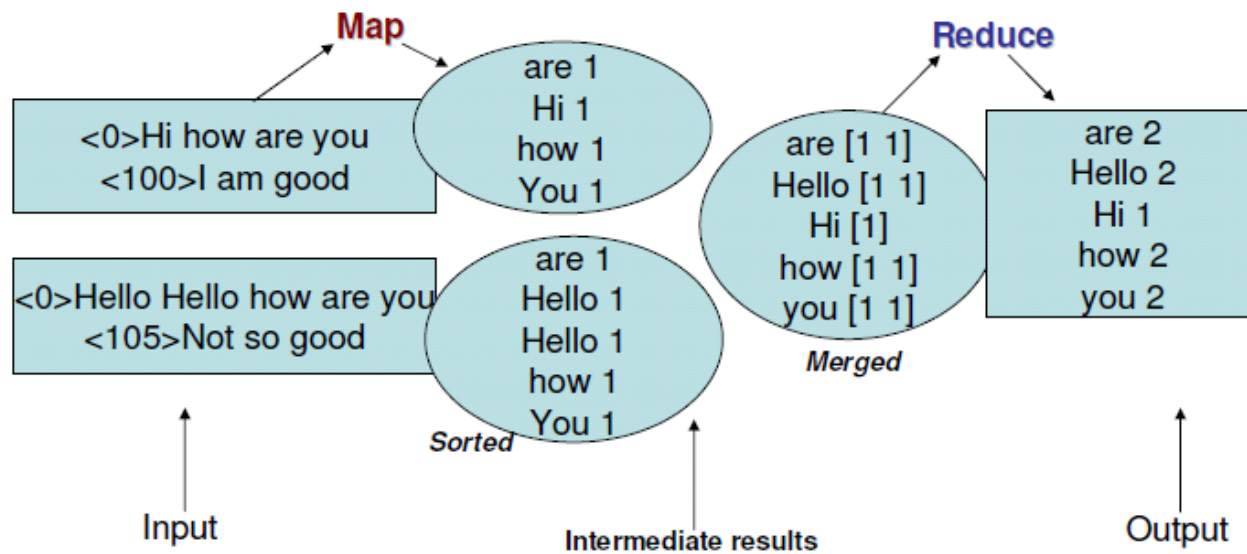 Map
Reduce
<0>Hi how are you
<100>I am good
are 1
Hi 1
how 1
You 1
<0>Hello Hello how are you
<105>Not so good
are 1
Hello 1
Hello 1
how 1
You 1
Sorted
are [1 1]
Hello [1 1]
Hi [1]
how [1 1]
you [1 1]
Merged
are 2
Hello 2
Hi 1
how 2
you 2
Input
Intermediate results
Output